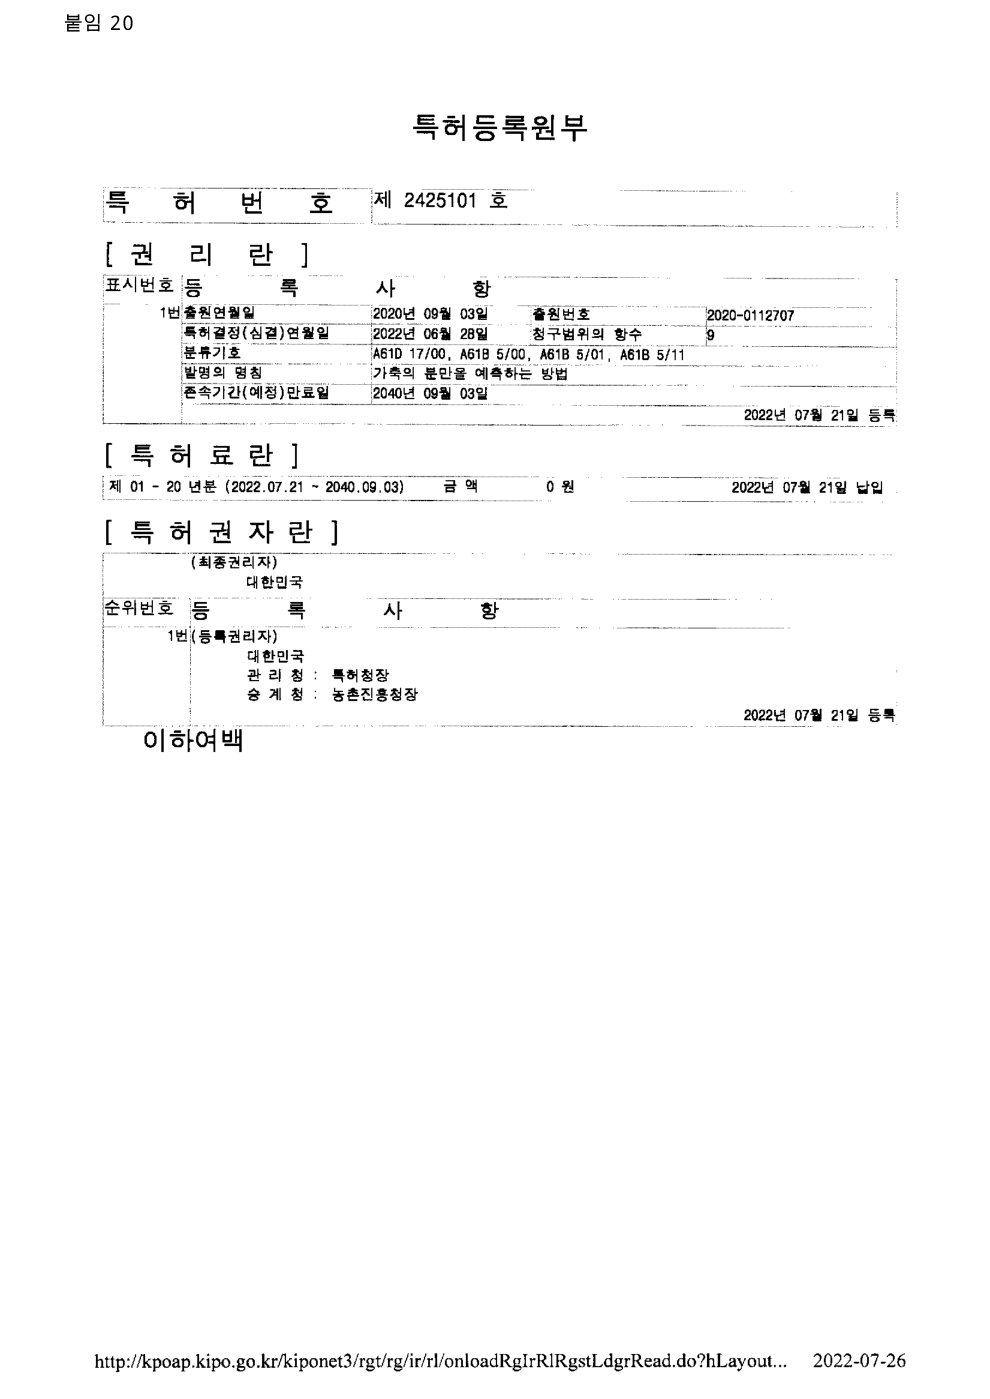 붙임 20
특허등록원부
특 허 번 호 제 2425101 호
[ 권 리 란 ]
표시번호 등 록 사 항
1번 출원연월일 2020년 09월 03일 출원번호 2020-0112707
특허결정(심결)연월일 2022년 06월 28일 청구범위의 항수 9
분류기호 A61D 17/00, A61B 5/00, A61B 5/01, A61B 5/11
발명의 명칭 가축의 분만을 예측하는 방법
존속기간(예정)만료일 2040년 09월 03일
2022년 07월 21일 등록
[ 특 허 료 란 ]
제 01 - 20 년분 (2022.07.21 ~ 2040.09.03) 금 액 0 원 2022년 07월 21일 납입
[ 특 허 권 자 란 ]
(최종권리자)
대한민국
순위번호 등 록 사 항
1번 (등록권리자)
대한민국
관 리 청 : 특허청장
승 계 청 : 농촌진흥청장
2022년 07월 21일 등록
이하여백
http://kpoap.kipo.go.kr/kiponet3/rgt/rg/ir/rl/onloadRgIrRlRgstLdgrRead.do?hLayout... 2022-07-26